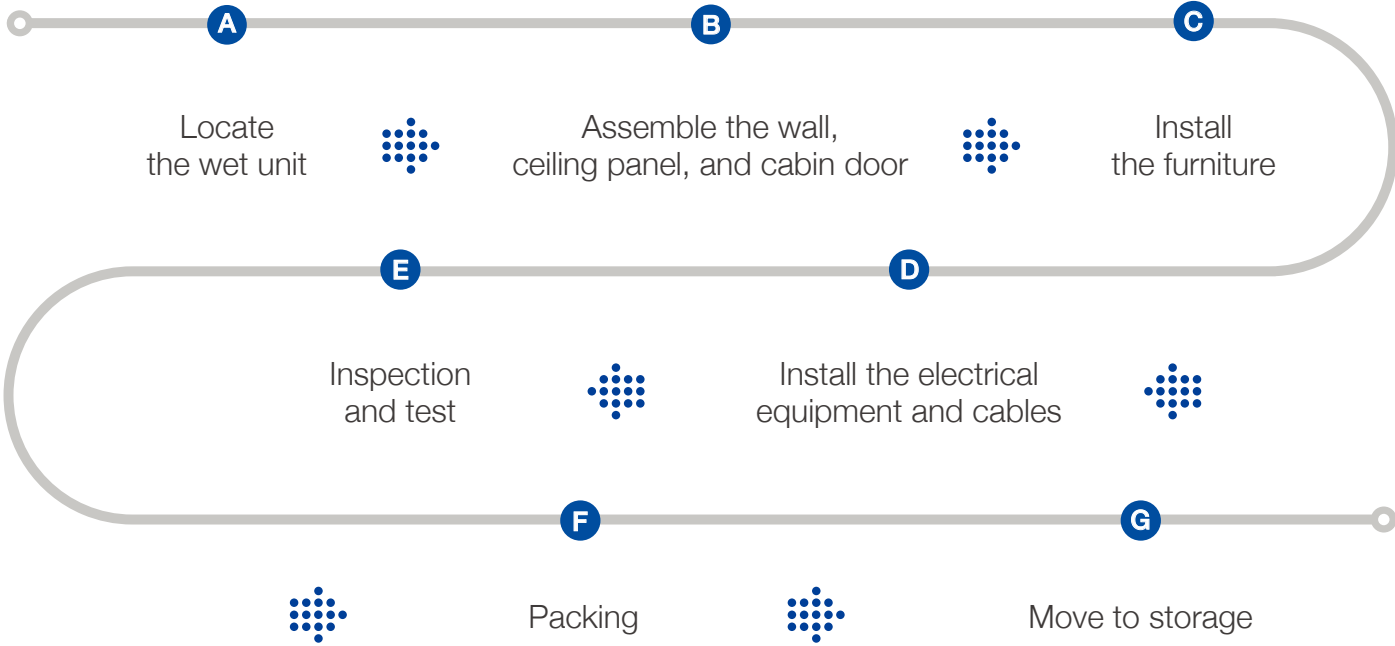 A
B
C
Locate
the wet unit
Assemble the wall,
ceiling panel, and cabin door
Install
the furniture
D
E
Install the electrical
equipment and cables
Inspection
and test
F
G
Packing
Move to storage